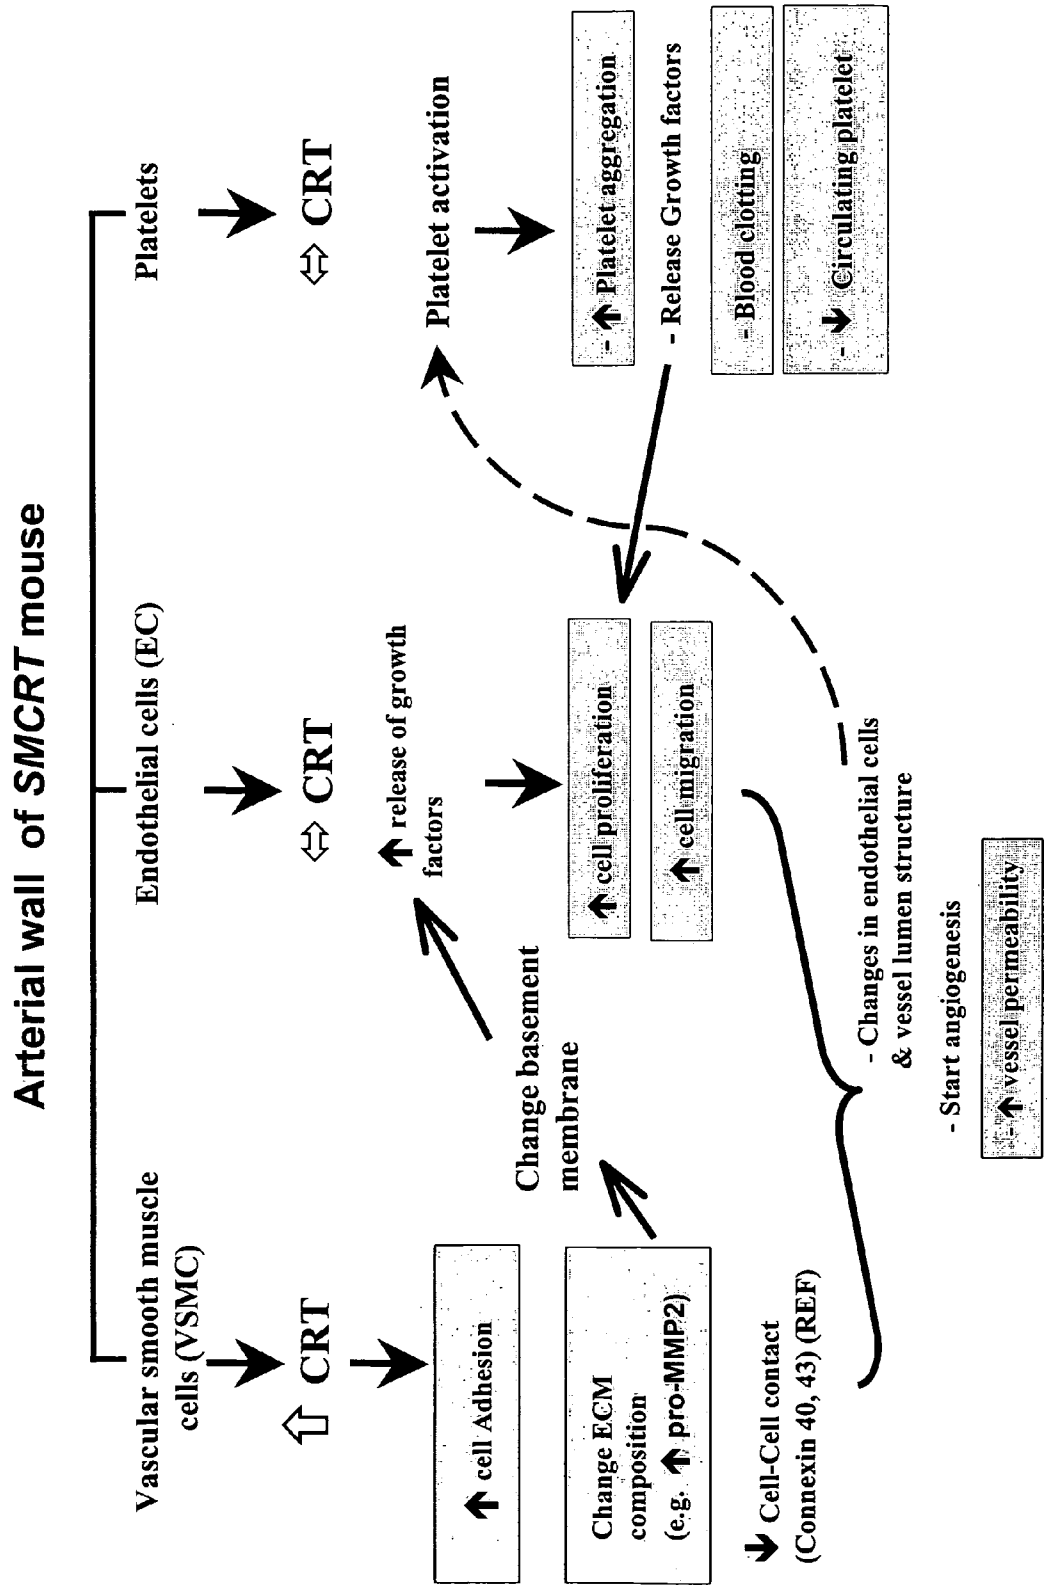 Arterial wall of SMCRT mouse
Vascular smooth muscle
cells (VSMC)
⇧ CRT
↑ cell Adhesion
Change ECM
composition
(e.g. ↑ pro-MMP2)
↓ Cell-Cell contact
(Connexin 40, 43) (REF)
Change basement
membrane
Endothelial cells (EC)
⇔ CRT
↑ release of growth
factors
↑ cell proliferation
↑ cell migration
- Changes in endothelial cells
& vessel lumen structure
- Start angiogenesis
- ↑ vessel permeability
Platelets
⇔ CRT
Platelet activation
- ↑ Platelet aggregation
- Release Growth factors
- Blood clotting
- ↓ Circulating platelet